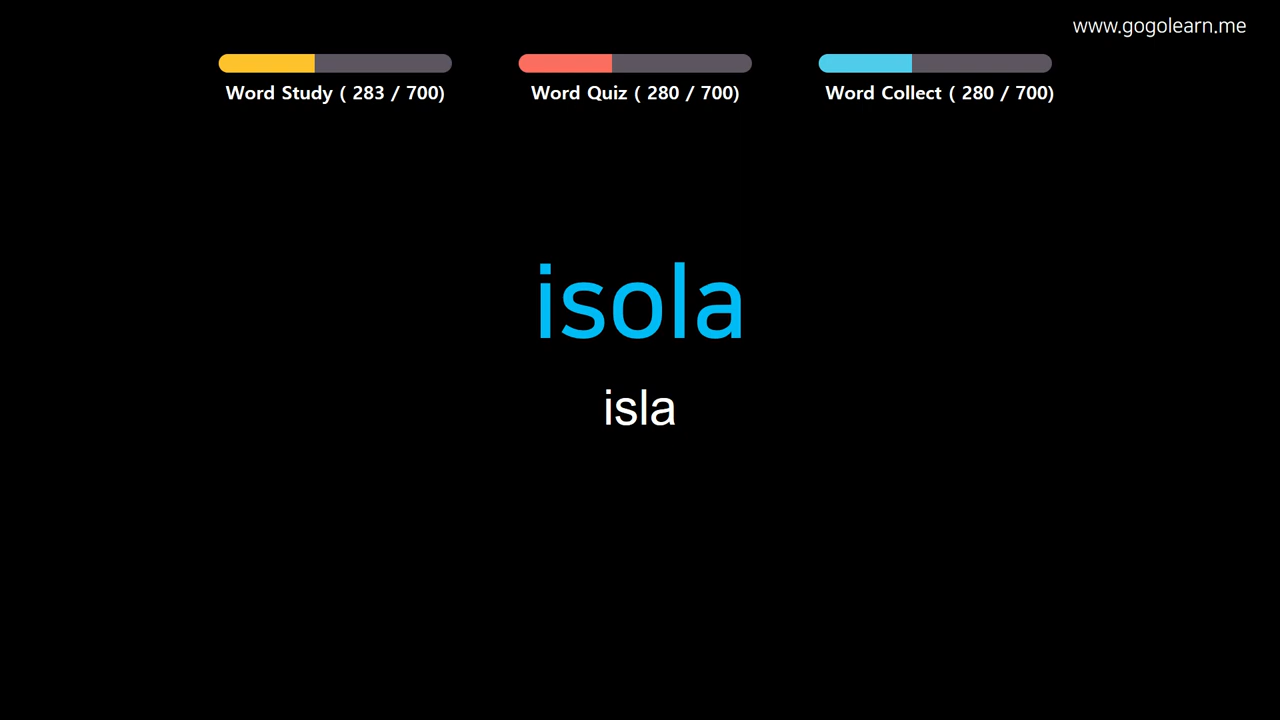 www.gogolearn.me
Word Study ( 283 / 700)
Word Quiz ( 280 / 700)
Word Collect ( 280 / 700)
isola
isla